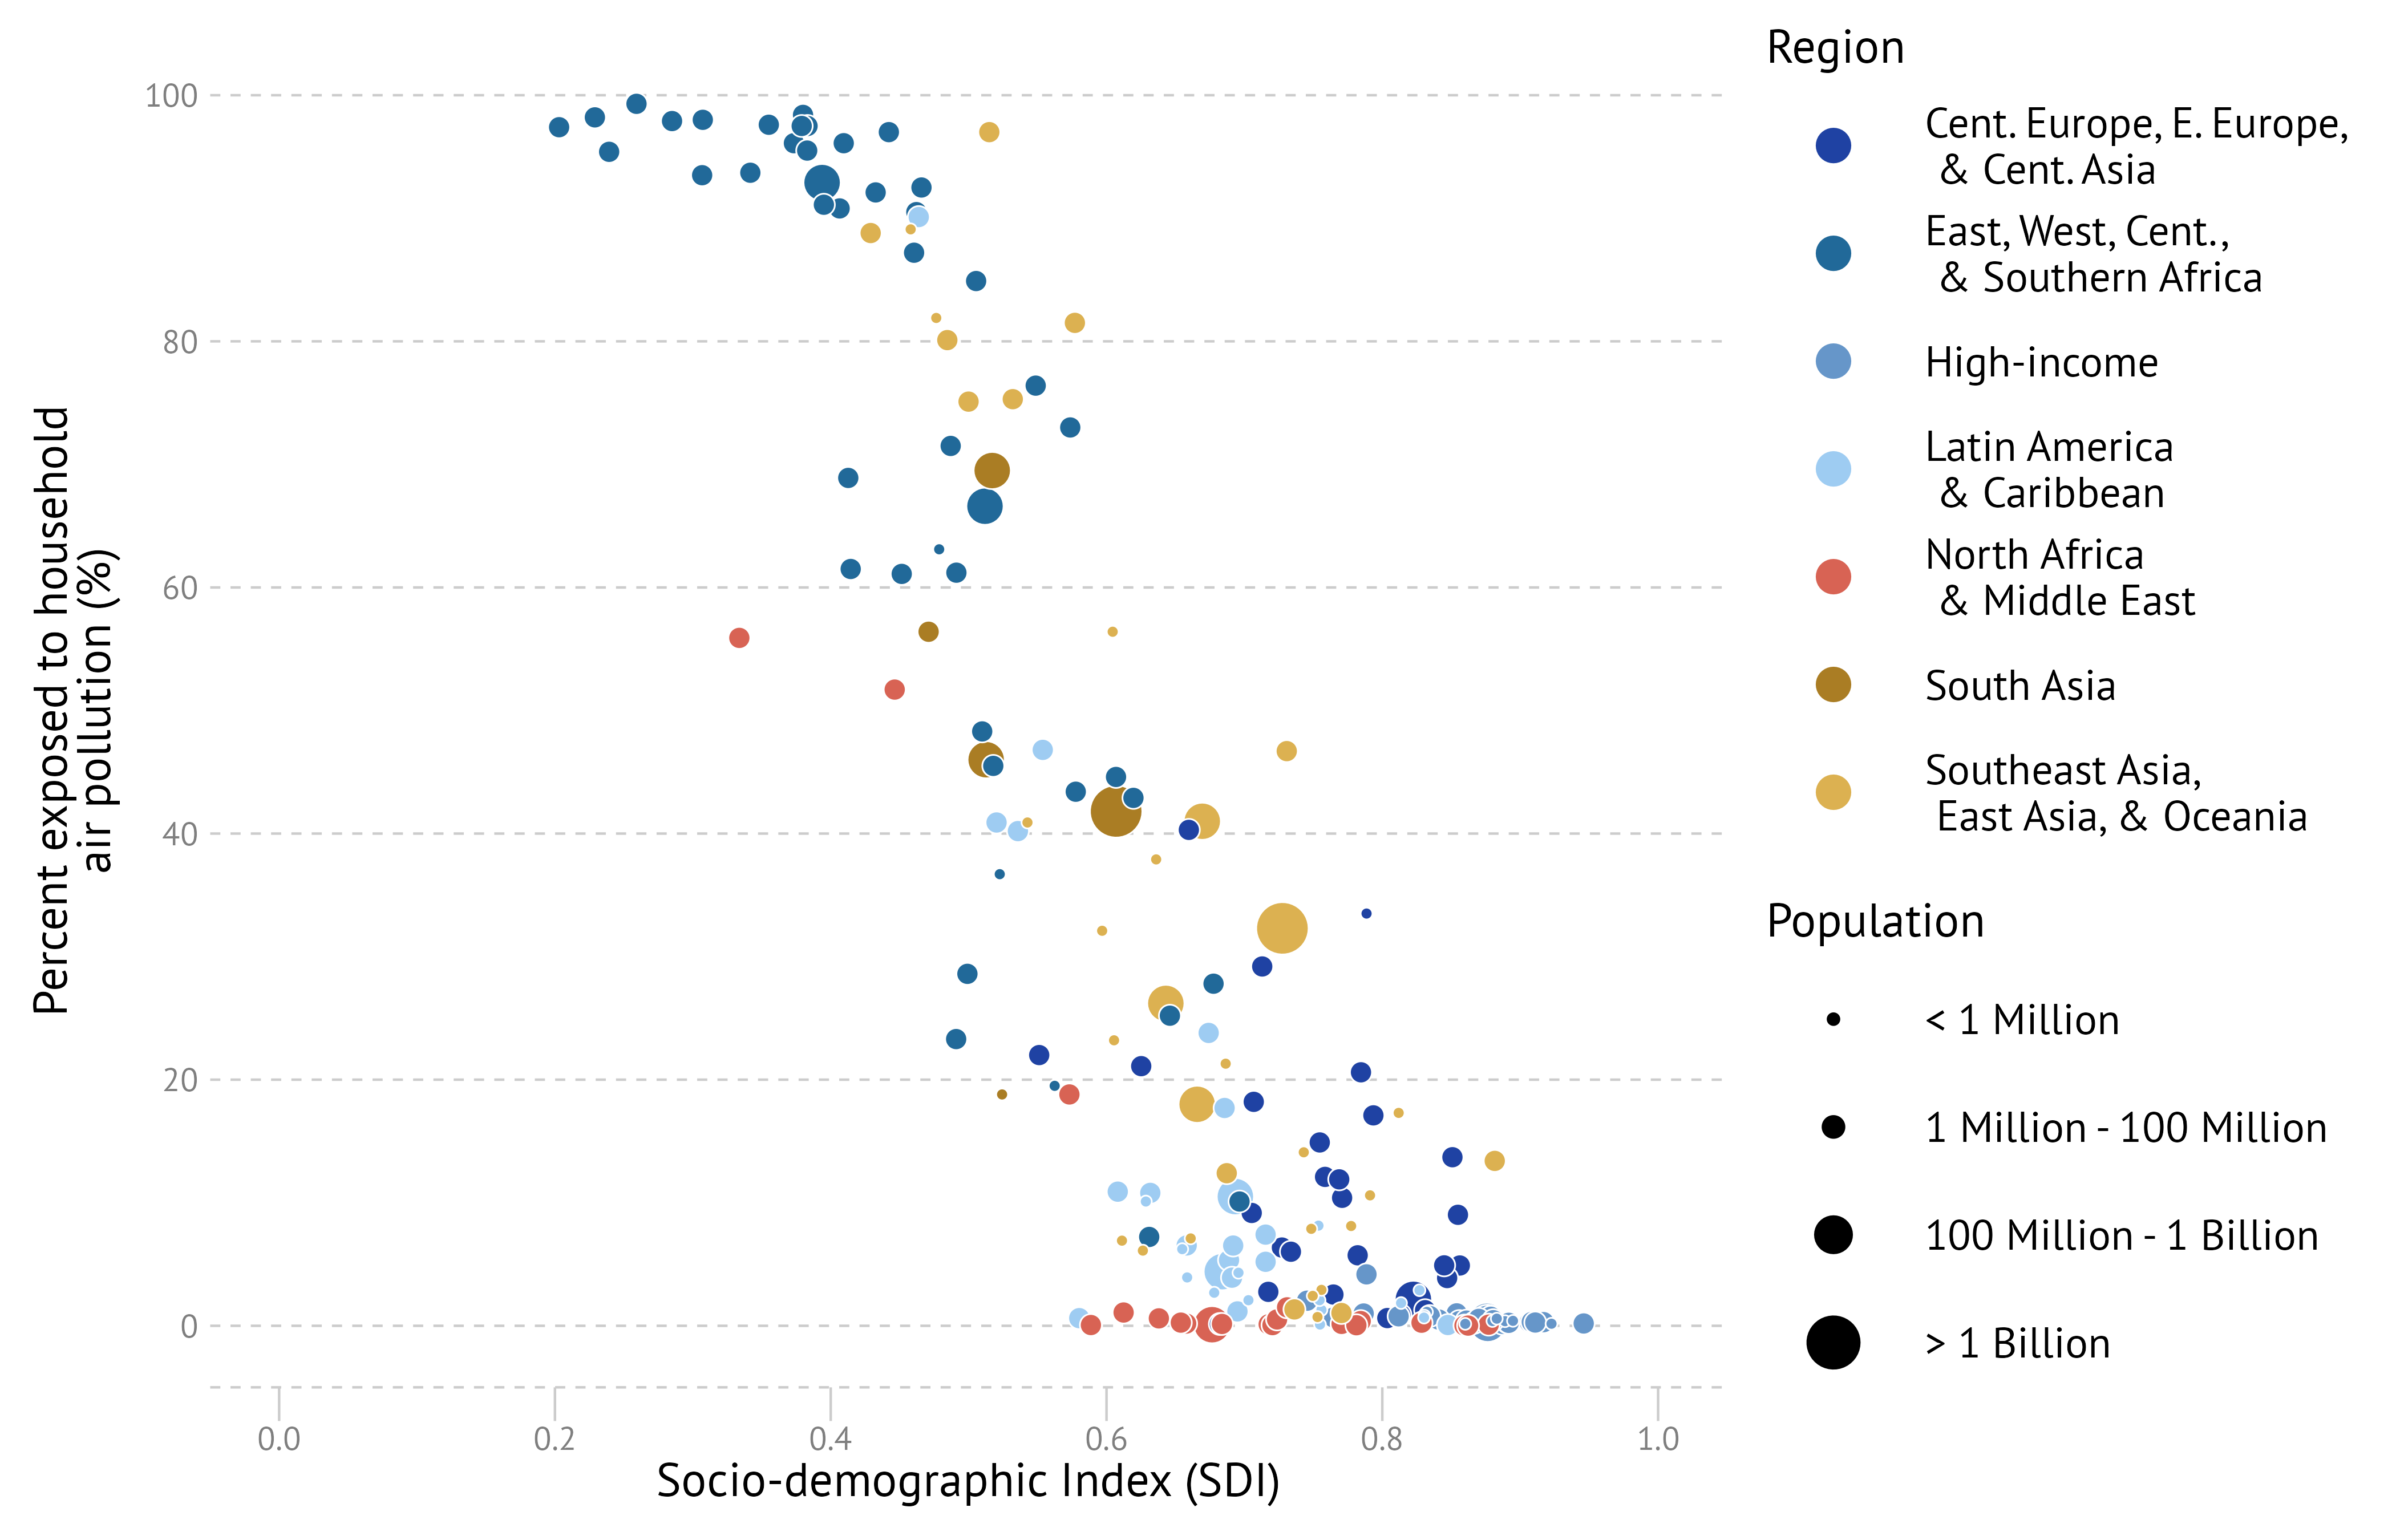 Region
Cent. Europe, E. Europe,
& Cent. Asia
East, West, Cent.,
& Southern Africa
High-income
Latin America
& Caribbean
North Africa
& Middle East
South Asia
Southeast Asia,
East Asia, & Oceania
Population
< 1 Million
1 Million - 100 Million
100 Million - 1 Billion
> 1 Billion
Percent exposed to household
air pollution (%)
100
80
60
40
20
0
0.0
0.2
0.4
0.6
0.8
1.0
Socio-demographic Index (SDI)